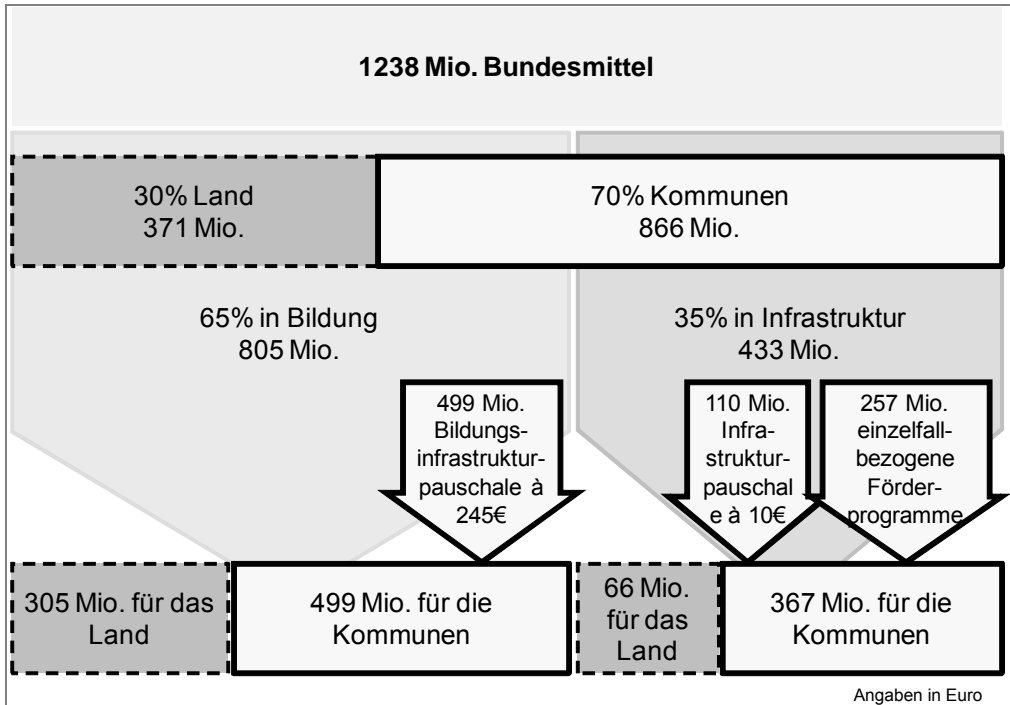 1238 Mio. Bundesmittel
30% Land
371 Mio.
70% Kommunen
866 Mio.
65% in Bildung
805 Mio.
35% in Infrastruktur
433 Mio.
499 Mio.
Bildungs-
infrastruktur-
pauschale à
245€
110 Mio.
Infra-
struktur-
pauschal
e à 10€
257 Mio.
einzelfall-
bezogene
Förder-
programme
305 Mio. für das
Land
499 Mio. für die
Kommunen
66 Mio.
für das
Land
367 Mio. für die
Kommunen
Angaben in Euro